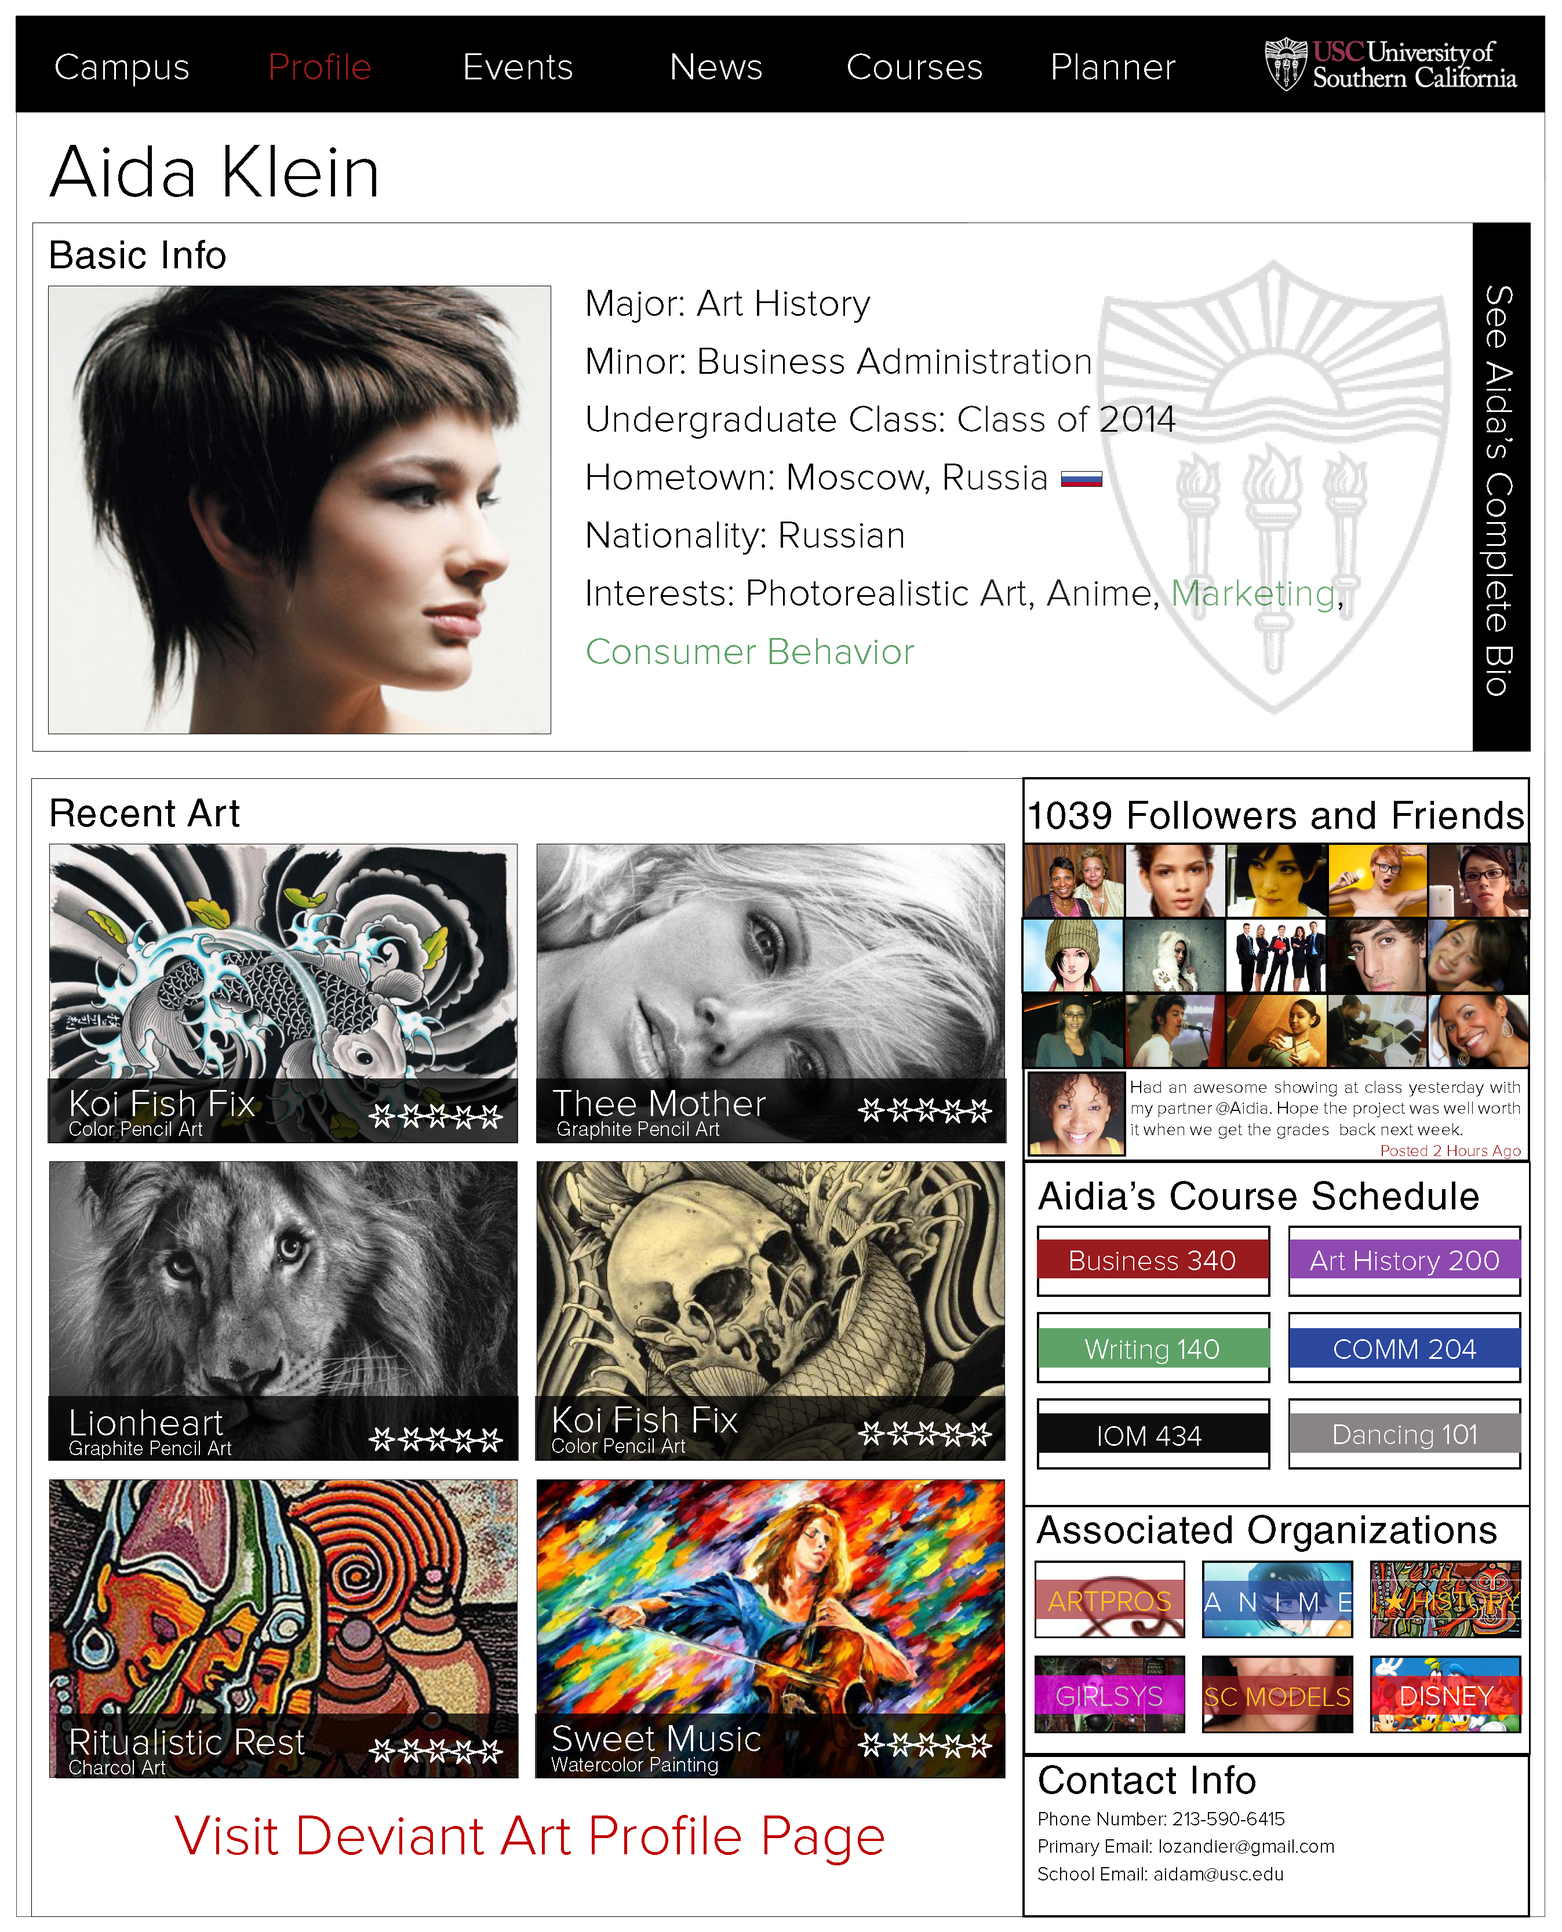 Campus Profile Events News Courses Planner
USC University of
Southern California
Aida Klein
Basic Info
Major: Art History
Minor: Business Administration
Undergraduate Class: Class of 2014
Hometown: Moscow, Russia
Nationality: Russian
Interests: Photorealistic Art, Anime, Marketing,
Consumer Behavior
See Aida's Complete Bio
Recent Art
Koi Fish Fix
Color Pencil Art
Thee Mother
Graphite Pencil Art
Lionheart
Graphite Pencil Art
Koi Fish Fix
Color Pencil Art
Ritualistic Rest
Charcol Art
Sweet Music
Watercolor Painting
Visit Deviant Art Profile Page
1039 Followers and Friends
Had an awesome showing at class yesterday with
my partner @Aidia. Hope the project was well worth
it when we get the grades back next week.
Posted 2 Hours Ago
Aidia's Course Schedule
Business 340
Art History 200
Writing 140
COMM 204
IOM 434
Dancing 101
Associated Organizations
ARTPROS
ANIME
I ★ HISTORY
GIRLSYS
SC MODELS
DISNEY
Contact Info
Phone Number: 213-590-6415
Primary Email: lozandier@gmail.com
School Email: aidam@usc.edu